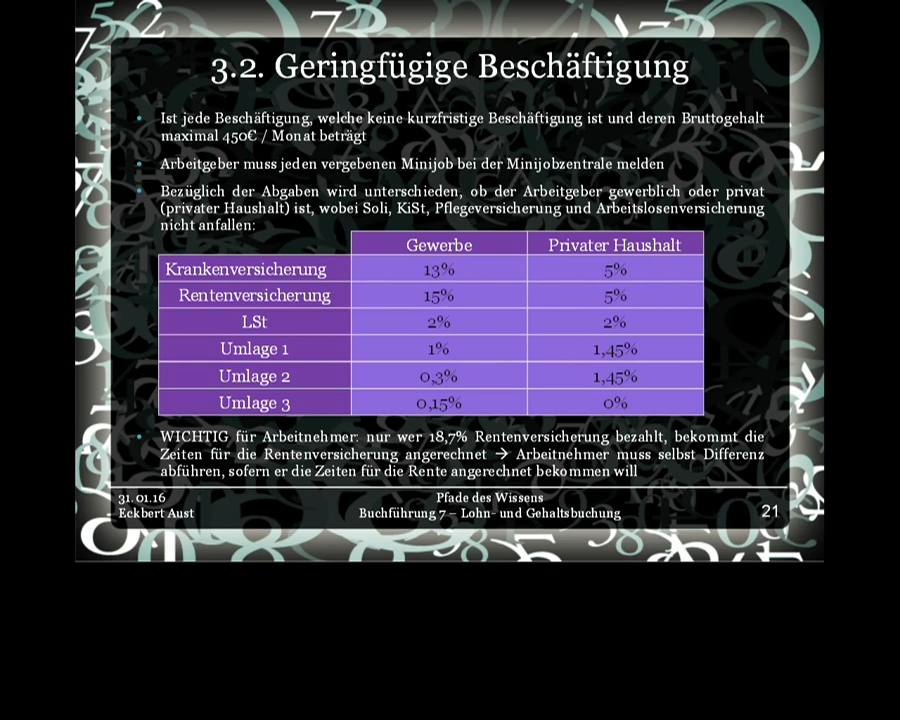 3.2. Geringfügige Beschäftigung
• Ist jede Beschäftigung, welche keine kurzfristige Beschäftigung ist und deren Bruttogehalt
maximal 450€ / Monat beträgt
• Arbeitgeber muss jeden vergebenen Minijob bei der Minijobzentrale melden
• Bezüglich der Abgaben wird unterschieden, ob der Arbeitgeber gewerblich oder privat
(privater Haushalt) ist, wobei Soli, KiSt, Pflegeversicherung und Arbeitslosenversicherung
nicht anfallen:
Gewerbe Privater Haushalt
Krankenversicherung 13% 5%
Rentenversicherung 15% 5%
LSt 2% 2%
Umlage 1 1% 1,45%
Umlage 2 0,3% 1,45%
Umlage 3 0,15% 0%
• WICHTIG für Arbeitnehmer: nur wer 18,7% Rentenversicherung bezahlt, bekommt die
Zeiten für die Rentenversicherung angerechnet → Arbeitnehmer muss selbst Differenz
abführen, sofern er die Zeiten für die Rente angerechnet bekommen will
31.01.16 Pfade des Wissens
Eckbert Aust Buchführung 7 – Lohn- und Gehaltsbuchung 21